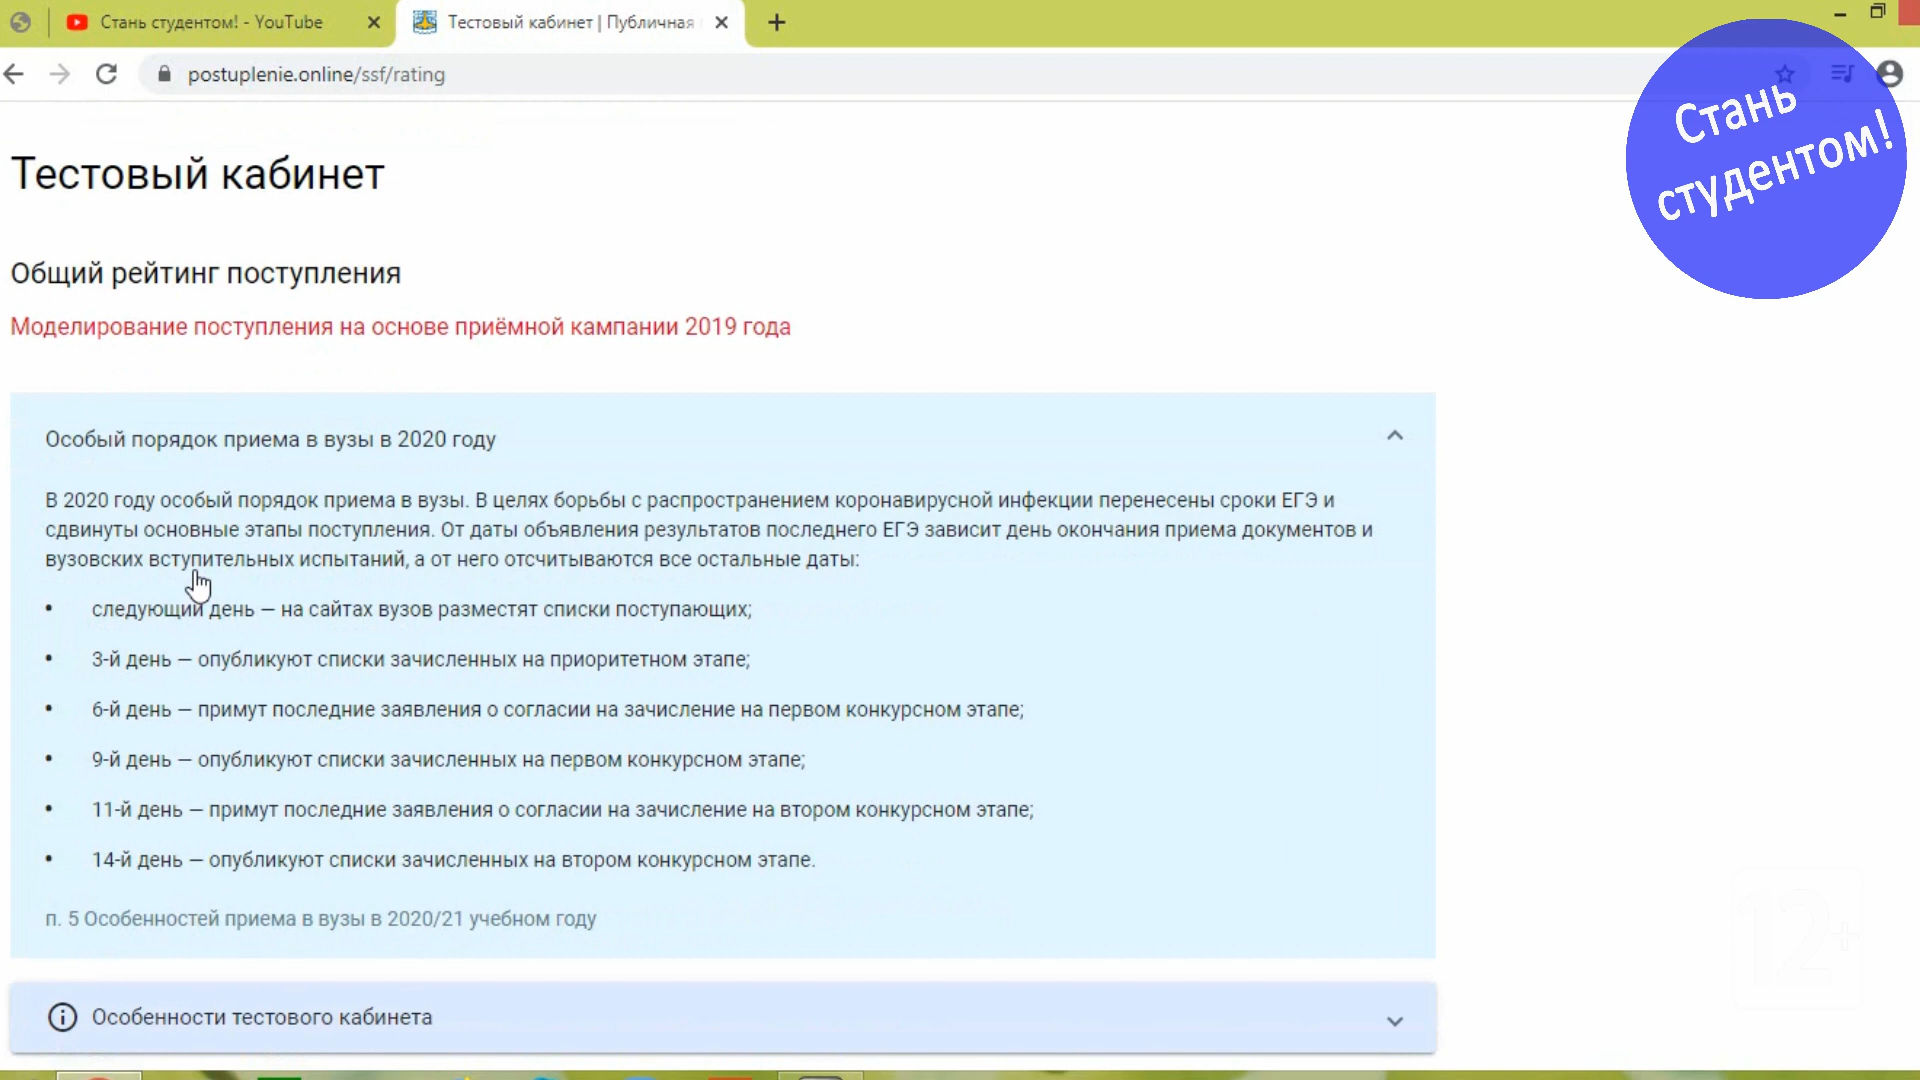 Стань студентом! - YouTube
Тестовый кабинет | Публичная
postuplenie.online/ssf/rating
Стань
студентом!
Тестовый кабинет
Общий рейтинг поступления
Моделирование поступления на основе приёмной кампании 2019 года
Особый порядок приема в вузы в 2020 году
В 2020 году особый порядок приема в вузы. В целях борьбы с распространением коронавирусной инфекции перенесены сроки ЕГЭ и
сдвинуты основные этапы поступления. От даты объявления результатов последнего ЕГЭ зависит день окончания приема документов и
вузовских вступительных испытаний, а от него отсчитываются все остальные даты:
• следующий день — на сайтах вузов разместят списки поступающих;
• 3-й день — опубликуют списки зачисленных на приоритетном этапе;
• 6-й день — примут последние заявления о согласии на зачисление на первом конкурсном этапе;
• 9-й день — опубликуют списки зачисленных на первом конкурсном этапе;
• 11-й день — примут последние заявления о согласии на зачисление на втором конкурсном этапе;
• 14-й день — опубликуют списки зачисленных на втором конкурсном этапе.
п. 5 Особенностей приема в вузы в 2020/21 учебном году
12+
Особенности тестового кабинета